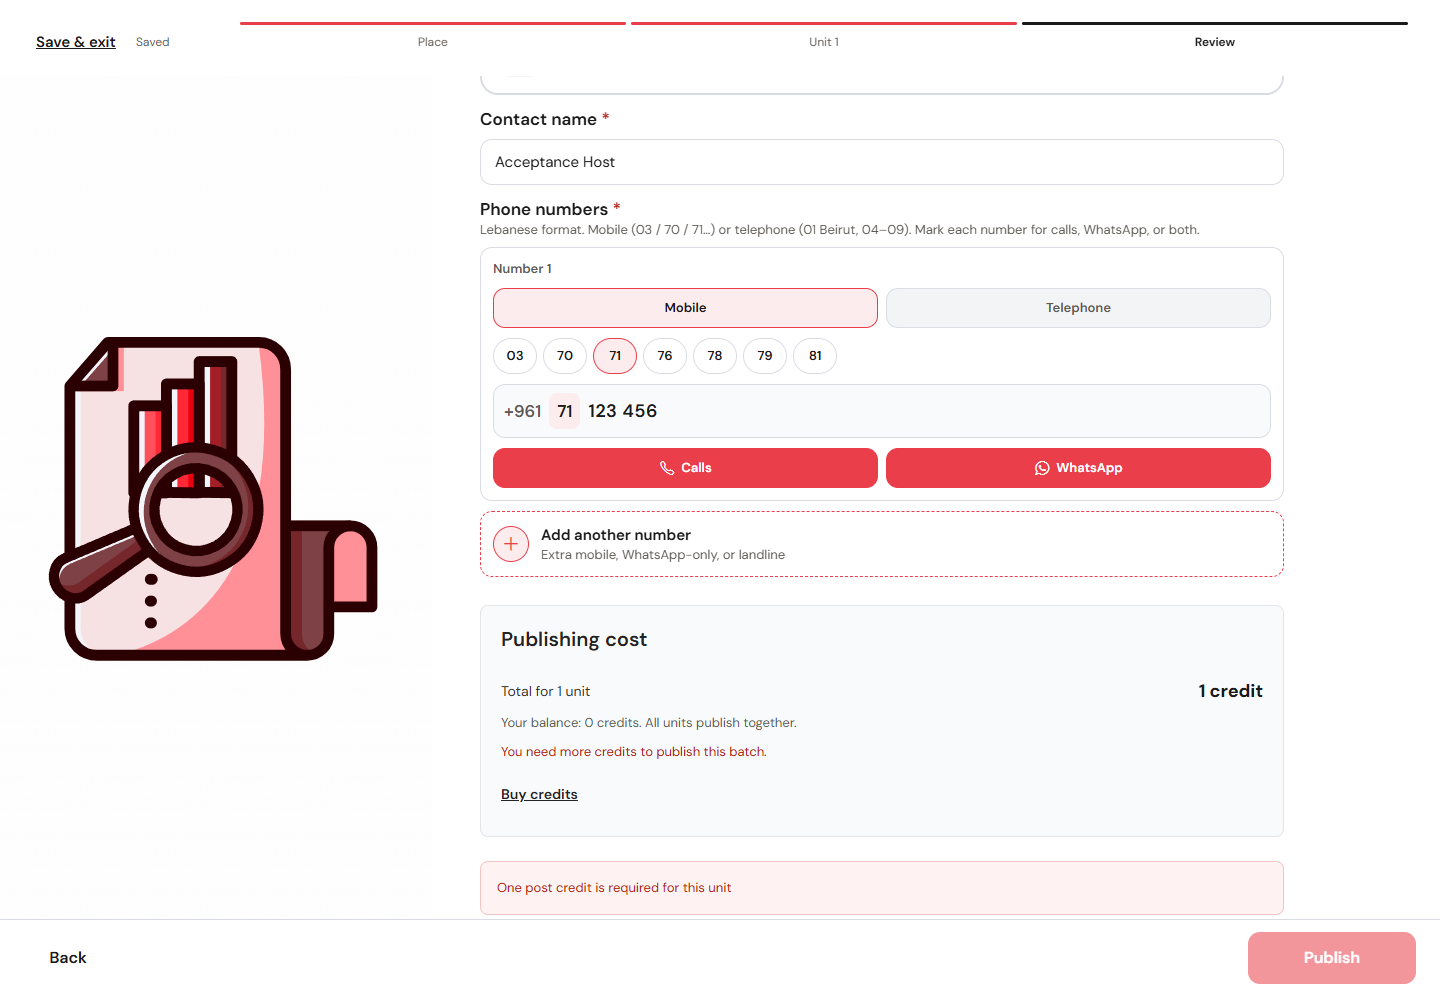 Save & exit
Saved
Place
Unit 1
Review
Contact name *
Acceptance Host
Phone numbers *
Lebanese format. Mobile (03 / 70 / 71…) or telephone (01 Beirut, 04–09). Mark each number for calls, WhatsApp, or both.
Number 1
Mobile
Telephone
03 70 71 76 78 79 81
+961 71 123 456
Calls
WhatsApp
Add another number
Extra mobile, WhatsApp-only, or landline
Publishing cost
Total for 1 unit
1 credit
Your balance: 0 credits. All units publish together.
You need more credits to publish this batch.
Buy credits
One post credit is required for this unit
Back
Publish